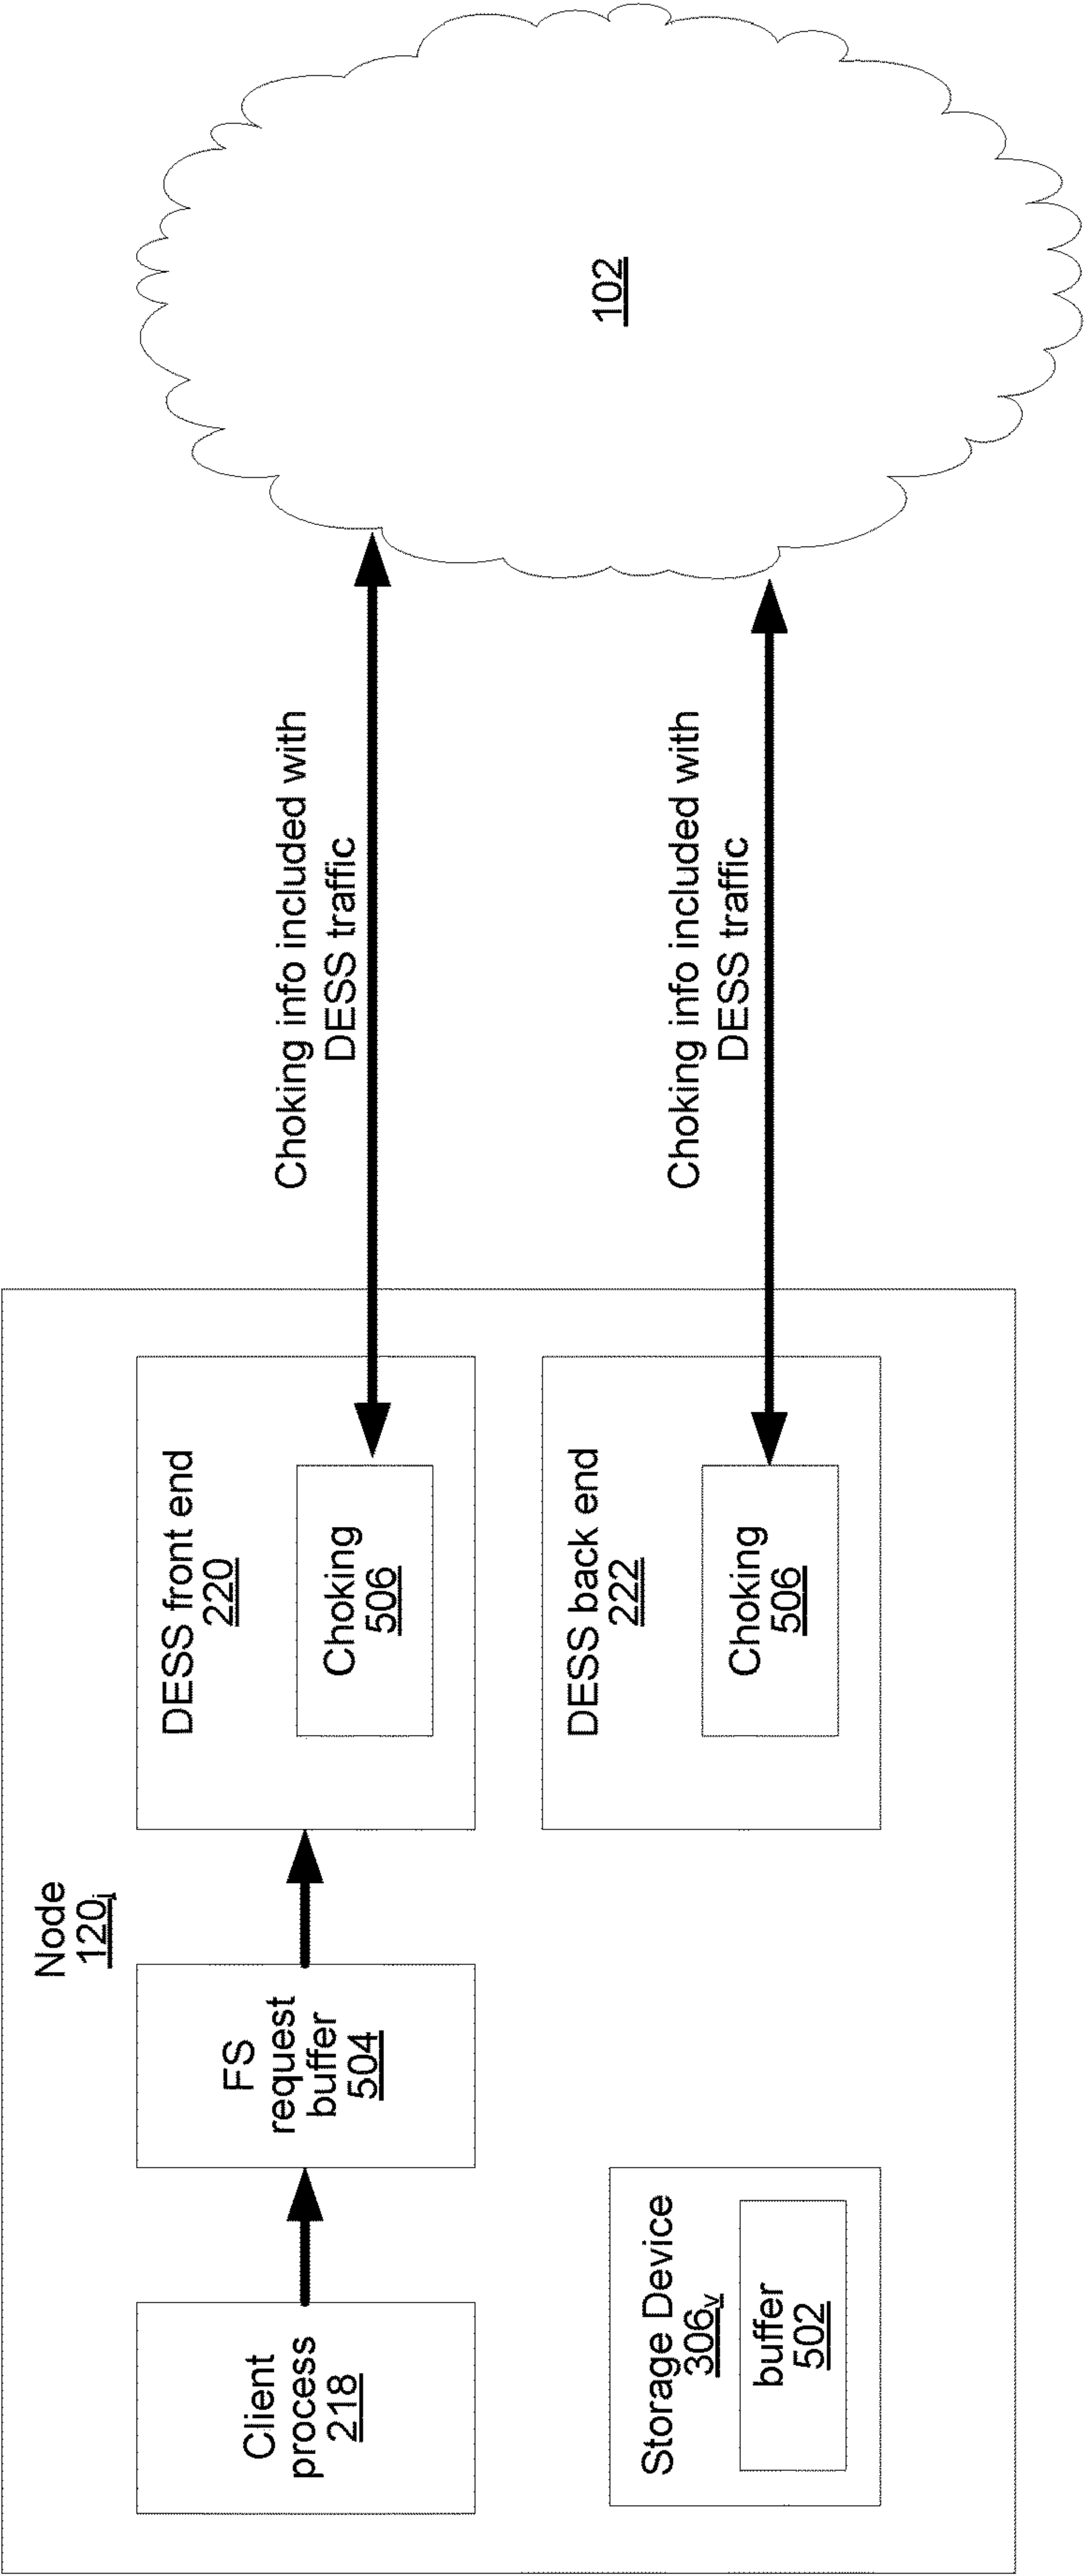 Node
120j
Client
process
218
FS
request
buffer
504
DESS front end
220
Choking
506
Choking info included with
DESS traffic
102
Storage Device
306v
buffer
502
DESS back end
222
Choking
506
Choking info included with
DESS traffic